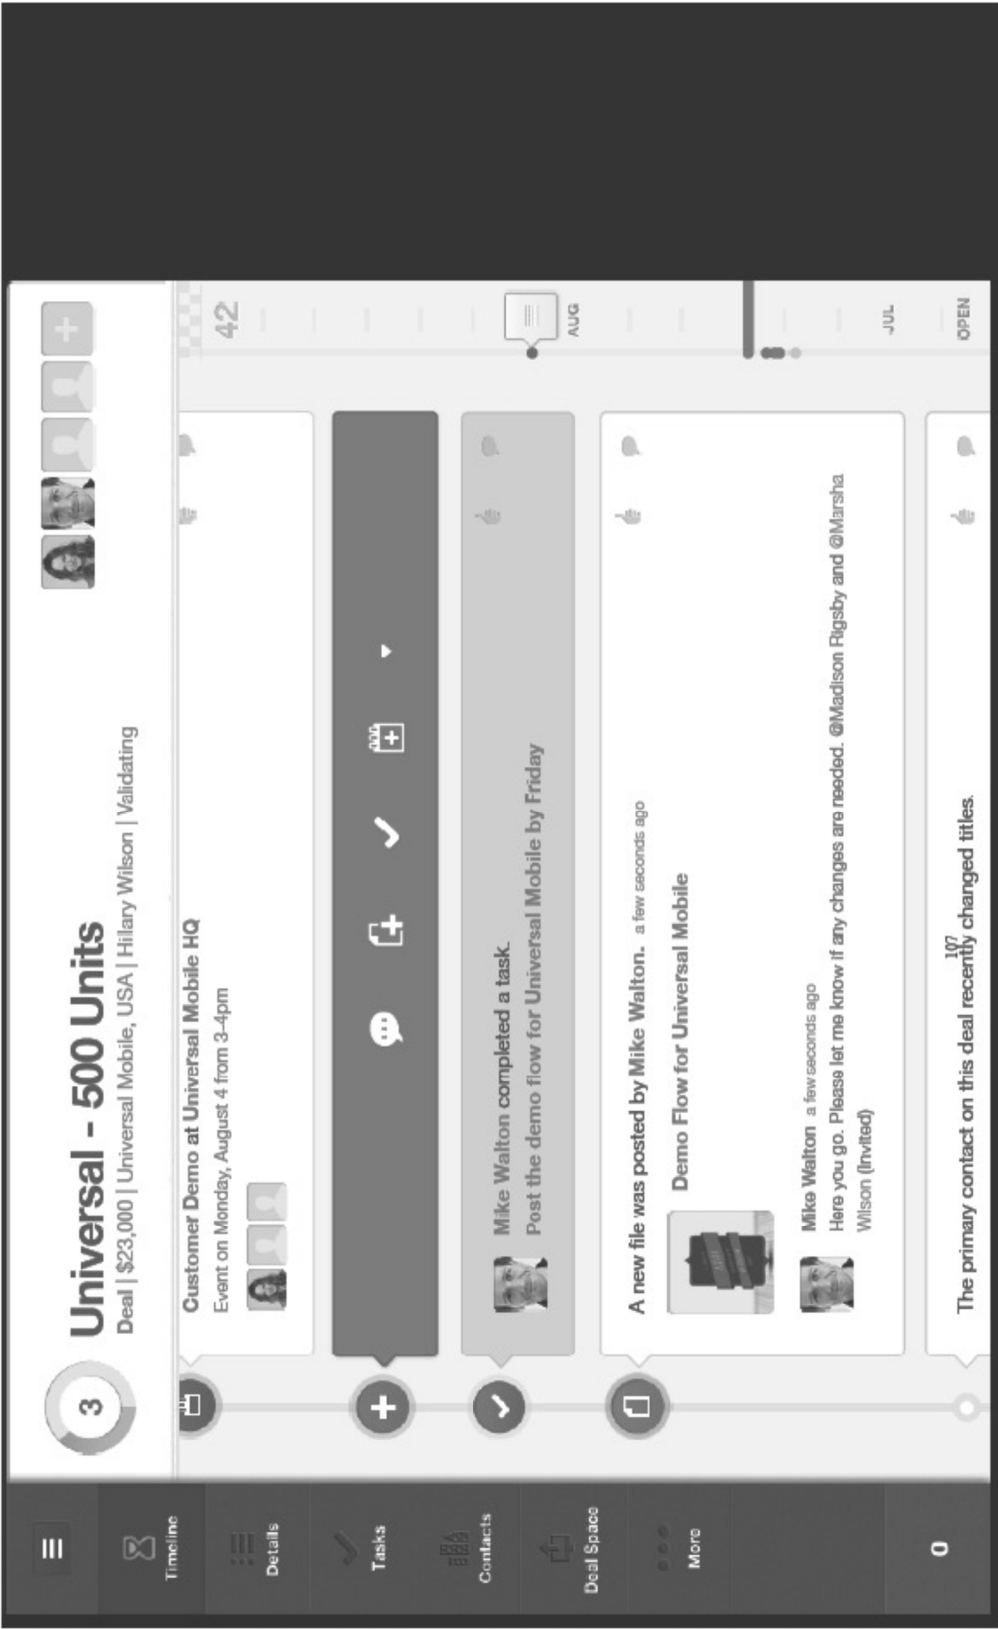 Timeline
Details
Tasks
Contacts
Deal Space
More
0
3
Universal – 500 Units
Deal | $23,000 | Universal Mobile, USA | Hillary Wilson | Validating
Customer Demo at Universal Mobile HQ
Event on Monday, August 4 from 3-4pm
Mike Walton completed a task.
Post the demo flow for Universal Mobile by Friday
A new file was posted by Mike Walton. a few seconds ago
Demo Flow for Universal Mobile
Mike Walton a few seconds ago
Here you go. Please let me know if any changes are needed. @Madison Rigsby and @Marsha
Wilson (Invited)
107
The primary contact on this deal recently changed titles.
42
AUG
JUL
OPEN